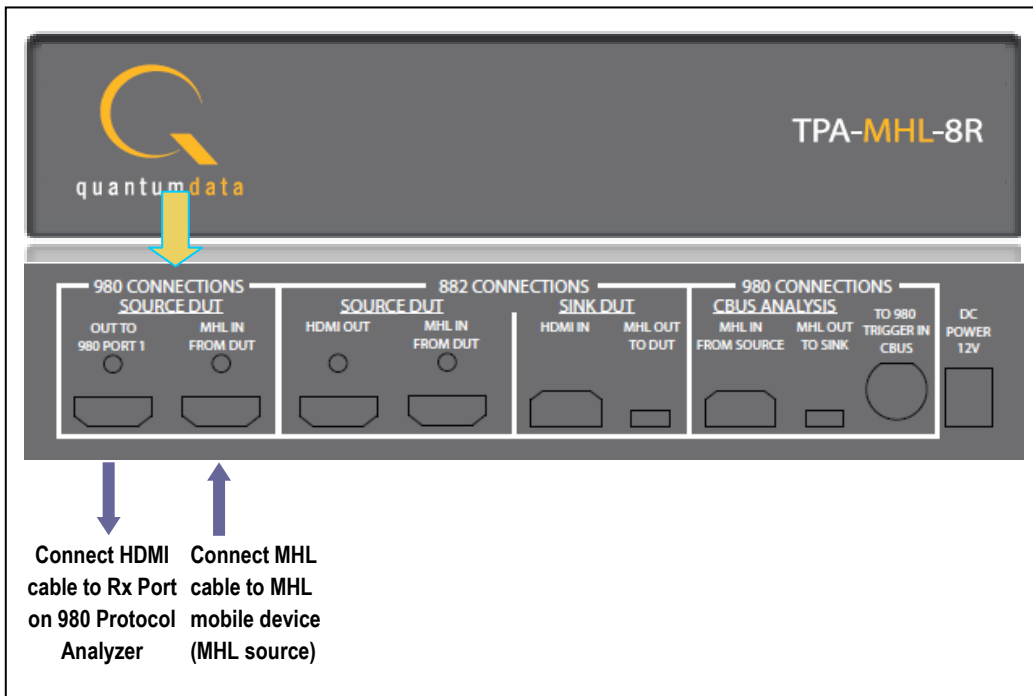 TPA-MHL-8R
quantumdata
980 CONNECTIONS
SOURCE DUT
OUT TO
980 PORT 1
MHL IN
FROM DUT
882 CONNECTIONS
SOURCE DUT
HDMI OUT
MHL IN
FROM DUT
SINK DUT
HDMI IN
MHL OUT
TO DUT
980 CONNECTIONS
CBUS ANALYSIS
MHL IN
FROM SOURCE
MHL OUT
TO SINK
TO 980
TRIGGER IN
CBUS
DC
POWER
12V
Connect HDMI
cable to Rx Port
on 980 Protocol
Analyzer
Connect MHL
cable to MHL
mobile device
(MHL source)